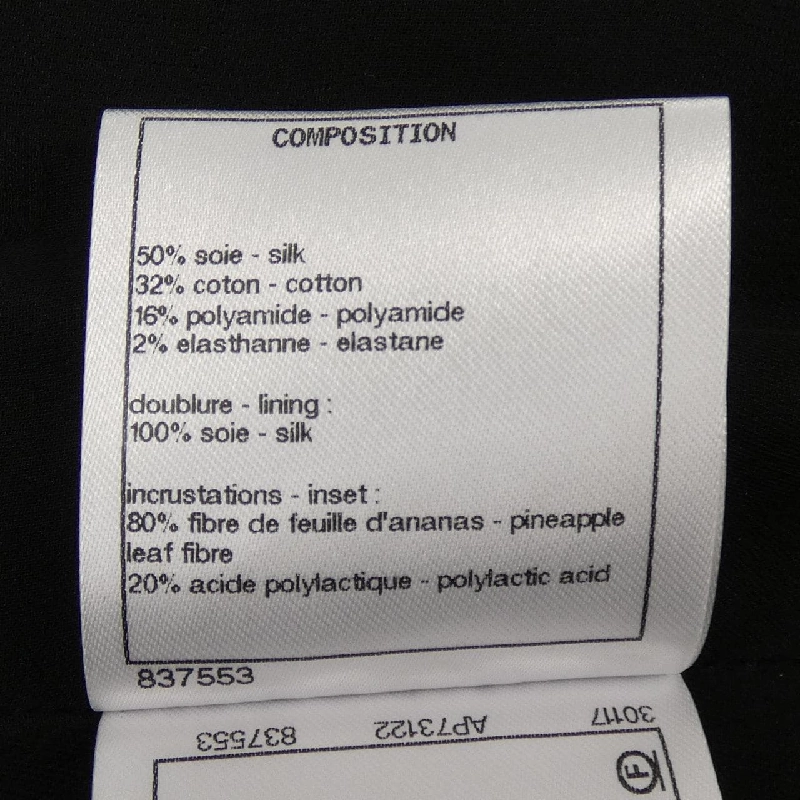 COMPOSITION
50% soie - silk
32% coton - cotton
16% polyamide - polyamide
2% elasthanne - elastane
doublure - lining :
100% soie - silk
incrustations - inset :
80% fibre de feuille d'ananas - pineapple
leaf fibre
20% acide polylactique - polylactic acid
837553
30117 AP73122 837553
F